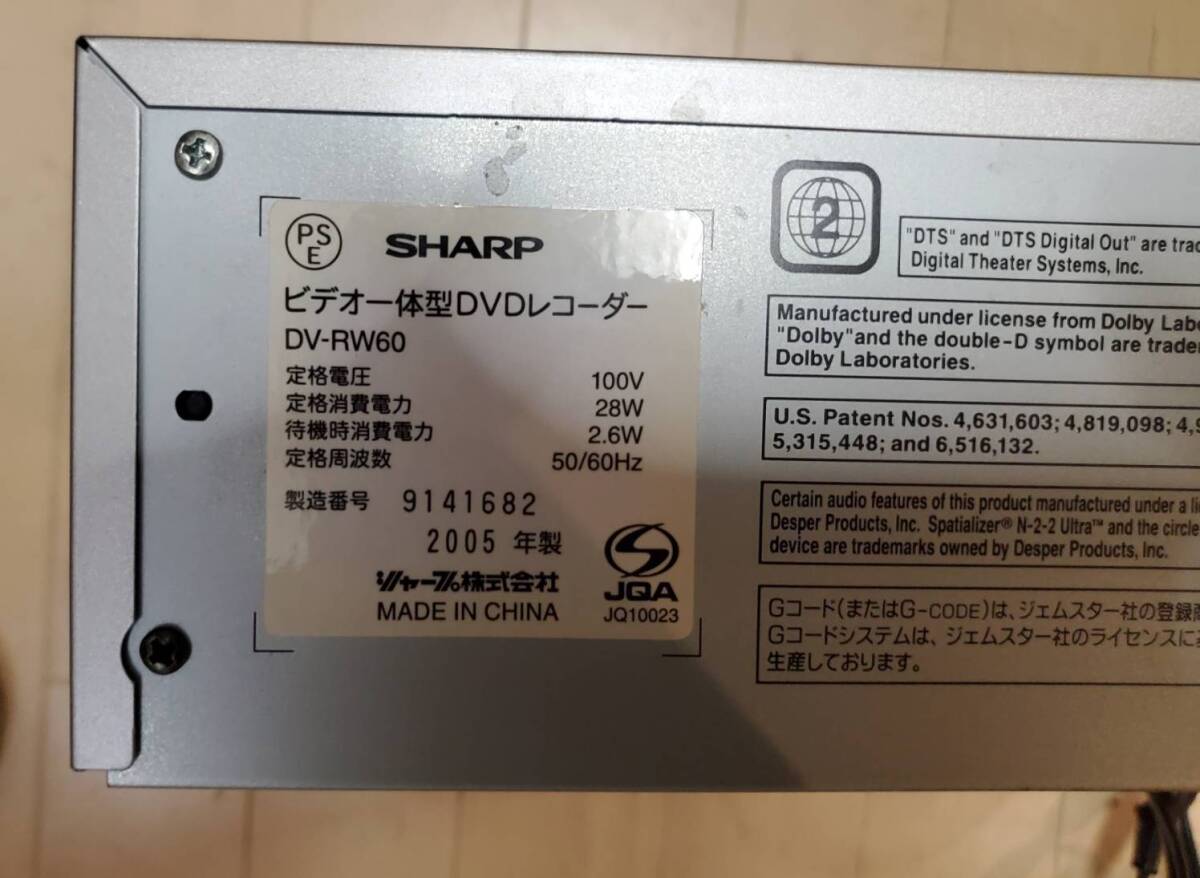 PS
E
SHARP
ビデオ一体型DVDレコーダー
DV-RW60
定格電圧 100V
定格消費電力 28W
待機時消費電力 2.6W
定格周波数 50/60Hz
製造番号 9141682
2005 年製
シャープ株式会社
MADE IN CHINA
JQA
JQ10023
2
"DTS" and "DTS Digital Out" are
Digital Theater Systems, Inc.
Manufactured under license from Dolby
"Dolby"and the double-D symbol are
Dolby Laboratories.
U.S. Patent Nos. 4,631,603; 4,819,098;
5,315,448; and 6,516,132.
Certain audio features of this product manufactured under a
Desper Products, Inc. Spatializer® N-2-2 Ultra™ and the circle
device are trademarks owned by Desper Products, Inc.
Gコード(またはG-CODE)は、ジェムスター社の登録
Gコードシステムは、ジェムスター社のライセンスに
生産しております。